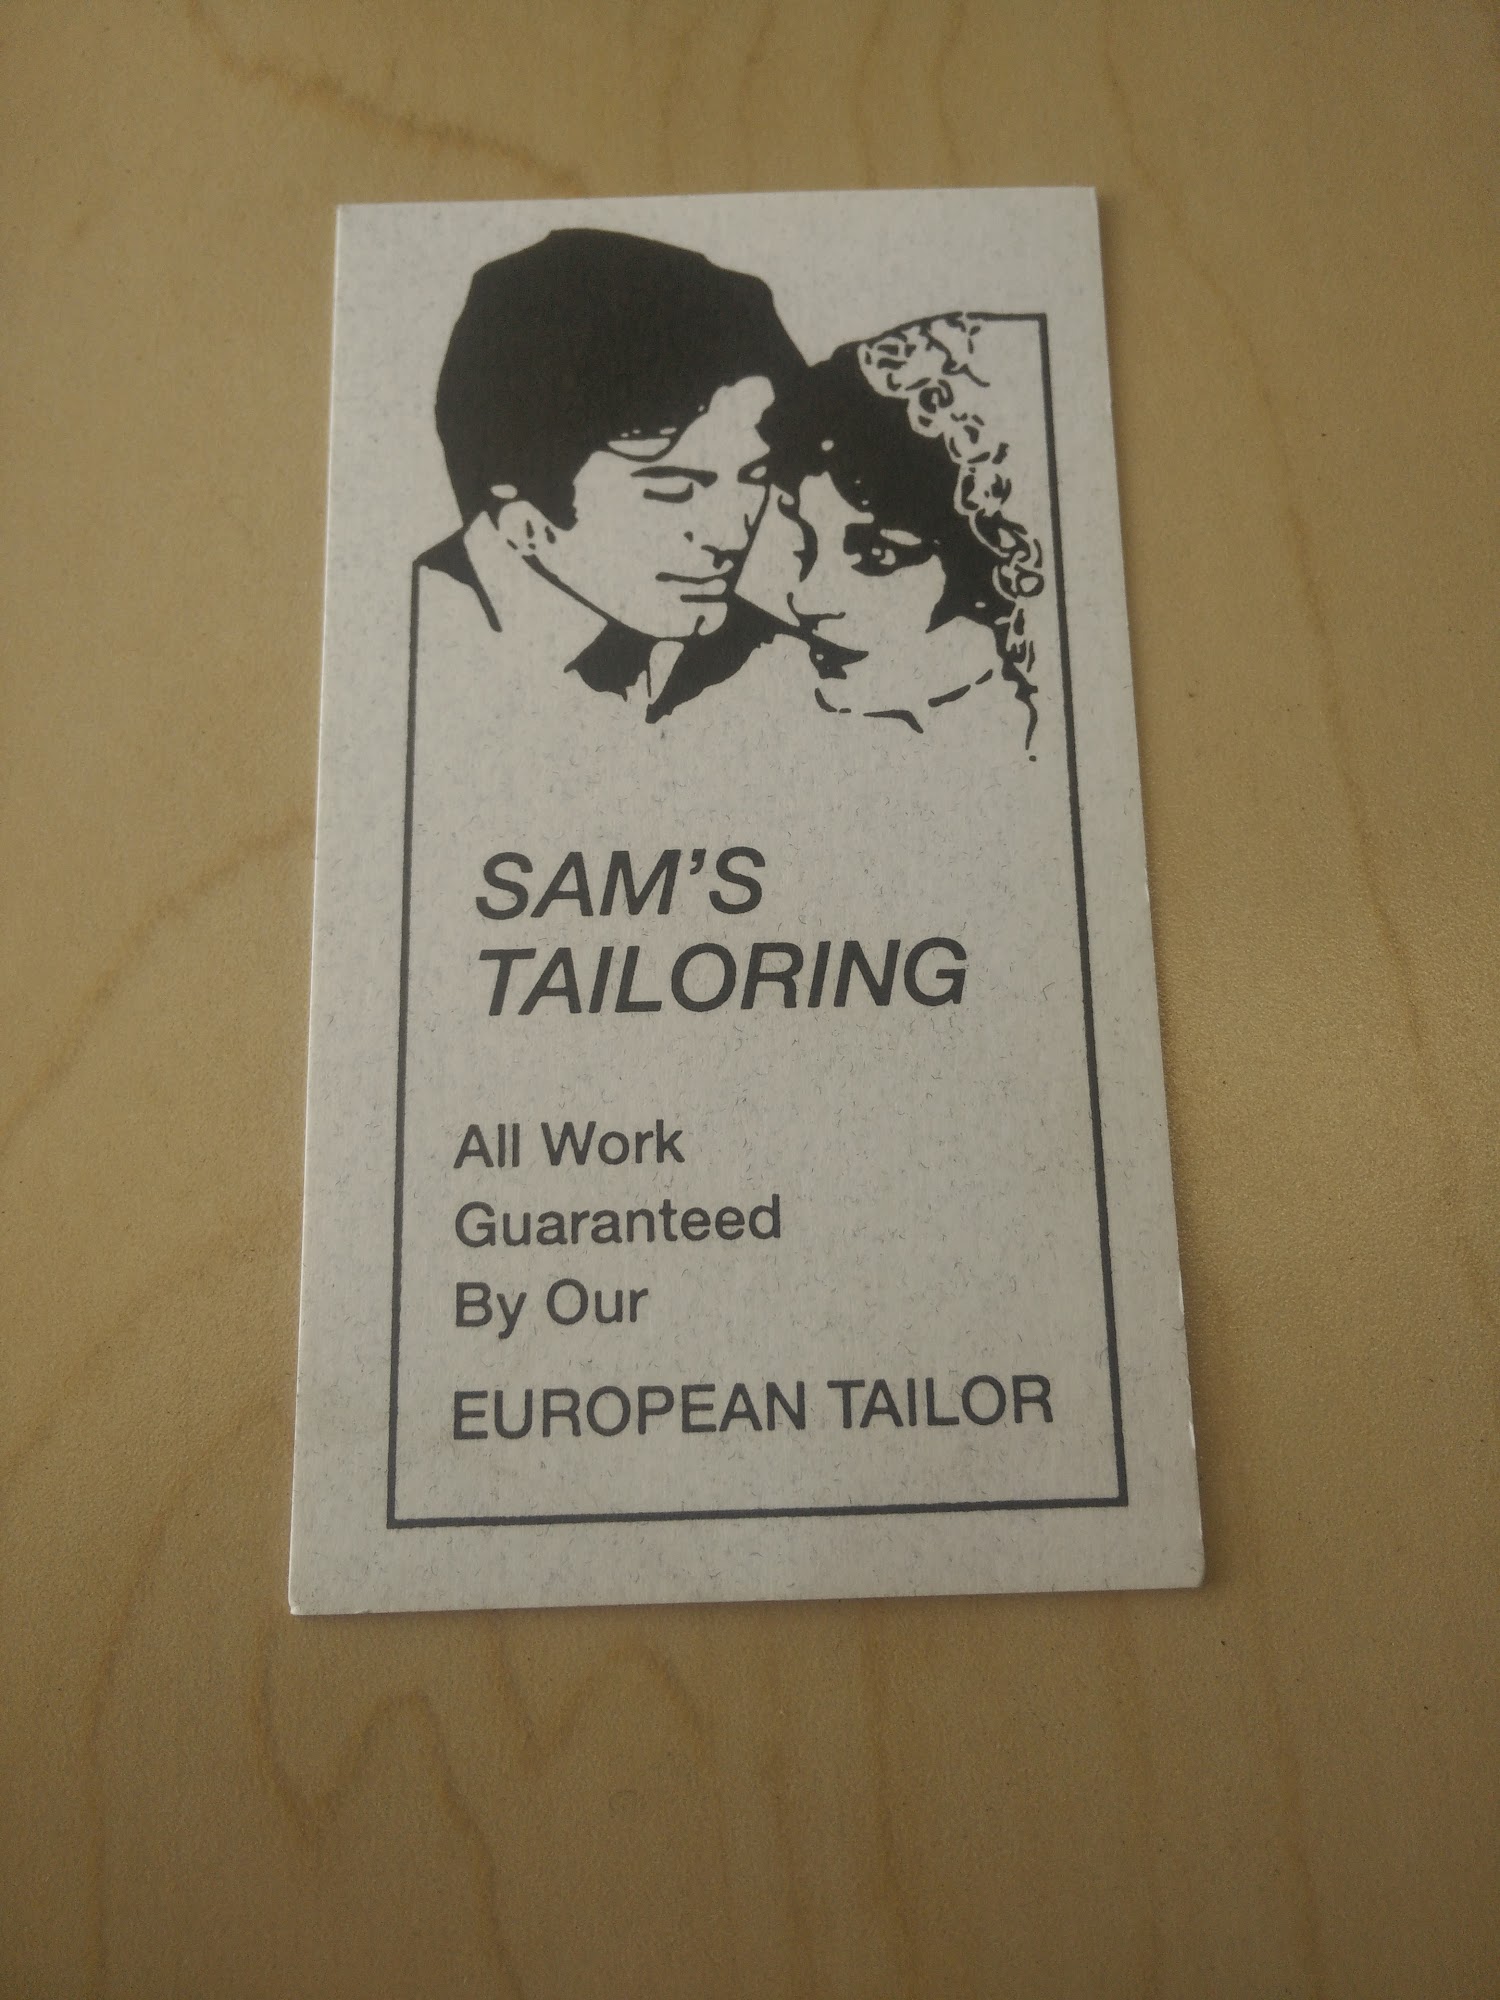 SAM'S
TAILORING
All Work
Guaranteed
By Our
EUROPEAN TAILOR